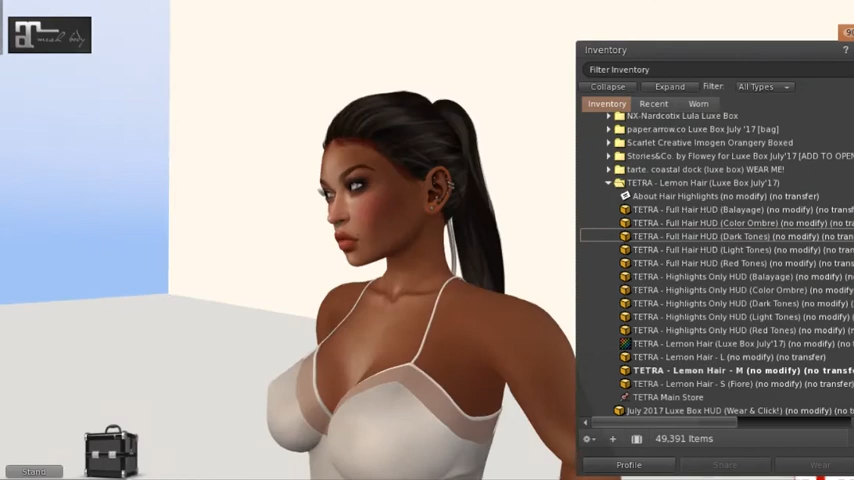 mesh body
90
Inventory ?
Filter Inventory
Collapse Expand Filter: All Types
Inventory Recent Worn
NX-Nardcotix Lula Luxe Box
paper.arrow.co Luxe Box July '17 [bag]
Scarlet Creative Imogen Orangery Boxed
Stories&Co. by Flowey for Luxe Box July'17 [ADD TO OPEN
tarte. coastal dock (luxe box) WEAR ME!
TETRA - Lemon Hair (Luxe Box July'17)
About Hair Highlights (no modify) (no transfer)
TETRA - Full Hair HUD (Balayage) (no modify) (no tra
TETRA - Full Hair HUD (Color Ombre) (no modify) (no
TETRA - Full Hair HUD (Dark Tones) (no modify) (no tran
TETRA - Full Hair HUD (Light Tones) (no modify) (no
TETRA - Full Hair HUD (Red Tones) (no modify) (no
TETRA - Highlights Only HUD (Balayage) (no modify)
TETRA - Highlights Only HUD (Color Ombre) (no mod
TETRA - Highlights Only HUD (Dark Tones) (no modify
TETRA - Highlights Only HUD (Light Tones) (no modif
TETRA - Highlights Only HUD (Red Tones) (no modify)
TETRA - Lemon Hair (Luxe Box July'17) (no modify) (no t
TETRA - Lemon Hair - L (no modify) (no transfer)
TETRA - Lemon Hair - M (no modify) (no transfe
TETRA - Lemon Hair - S (Fiore) (no modify) (no transfer)
TETRA Main Store
July 2017 Luxe Box HUD (Wear & Click!) (no modify) (no
49,391 Items
Stand
Profile Share Wear